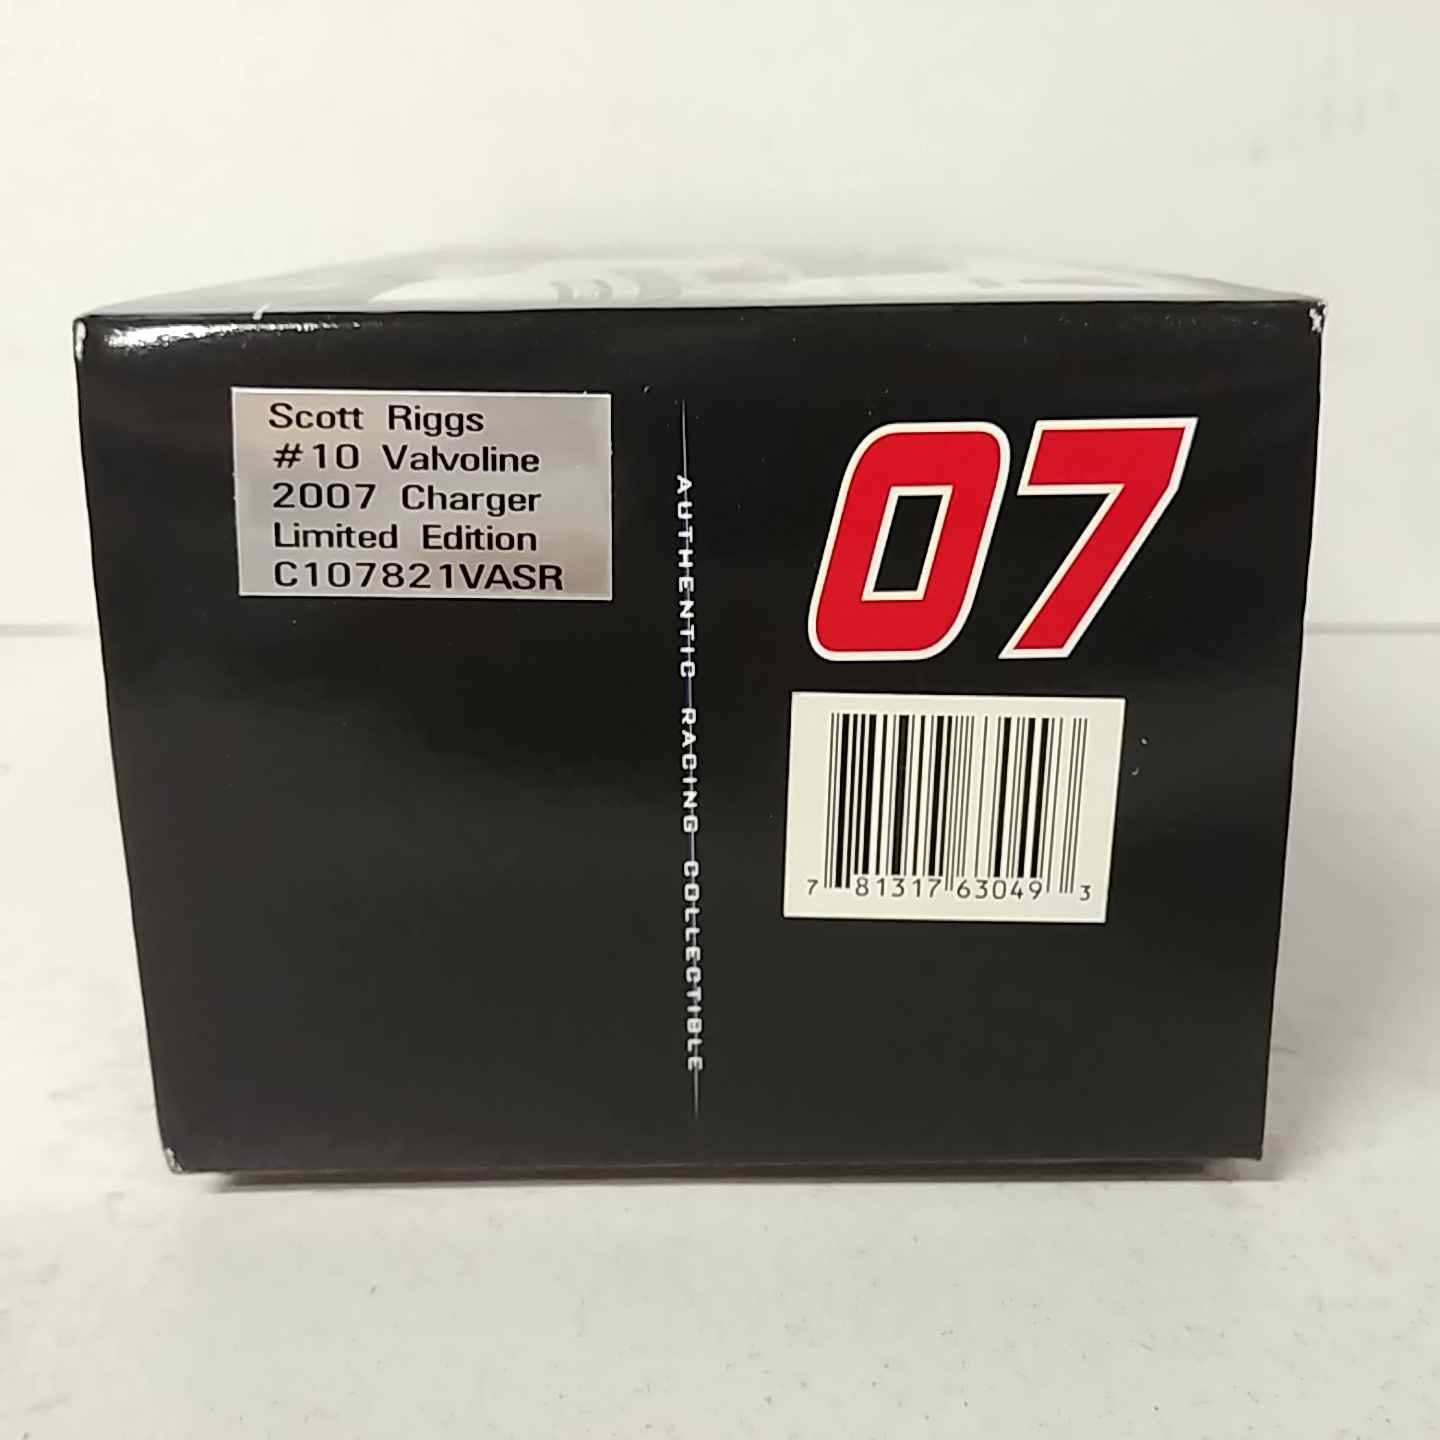 Scott Riggs
#10 Valvoline
2007 Charger
Limited Edition
C107821VASR
AUTHENTIC RACING COLLECTIBLE
07
7 81317 63049 3